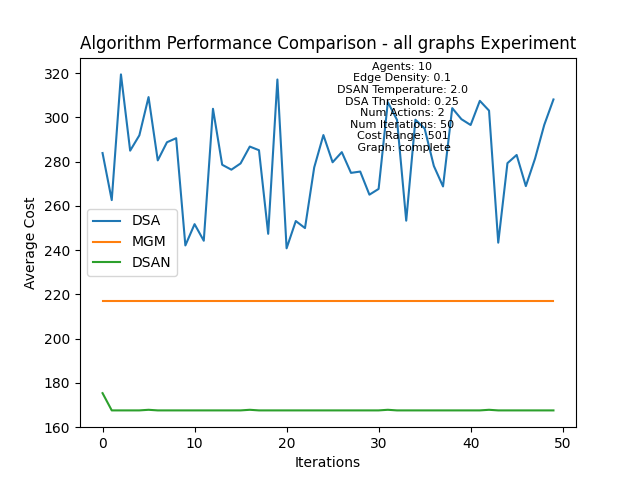 Algorithm Performance Comparison - all graphs Experiment
Agents: 10
Edge Density: 0.1
DSAN Temperature: 2.0
DSA Threshold: 0.25
Num Actions: 2
Num Iterations: 50
Cost Range: 501
Graph: complete
320
300
280
260
240
220
200
180
160
Average Cost
DSA
MGM
DSAN
0
10
20
30
40
50
Iterations